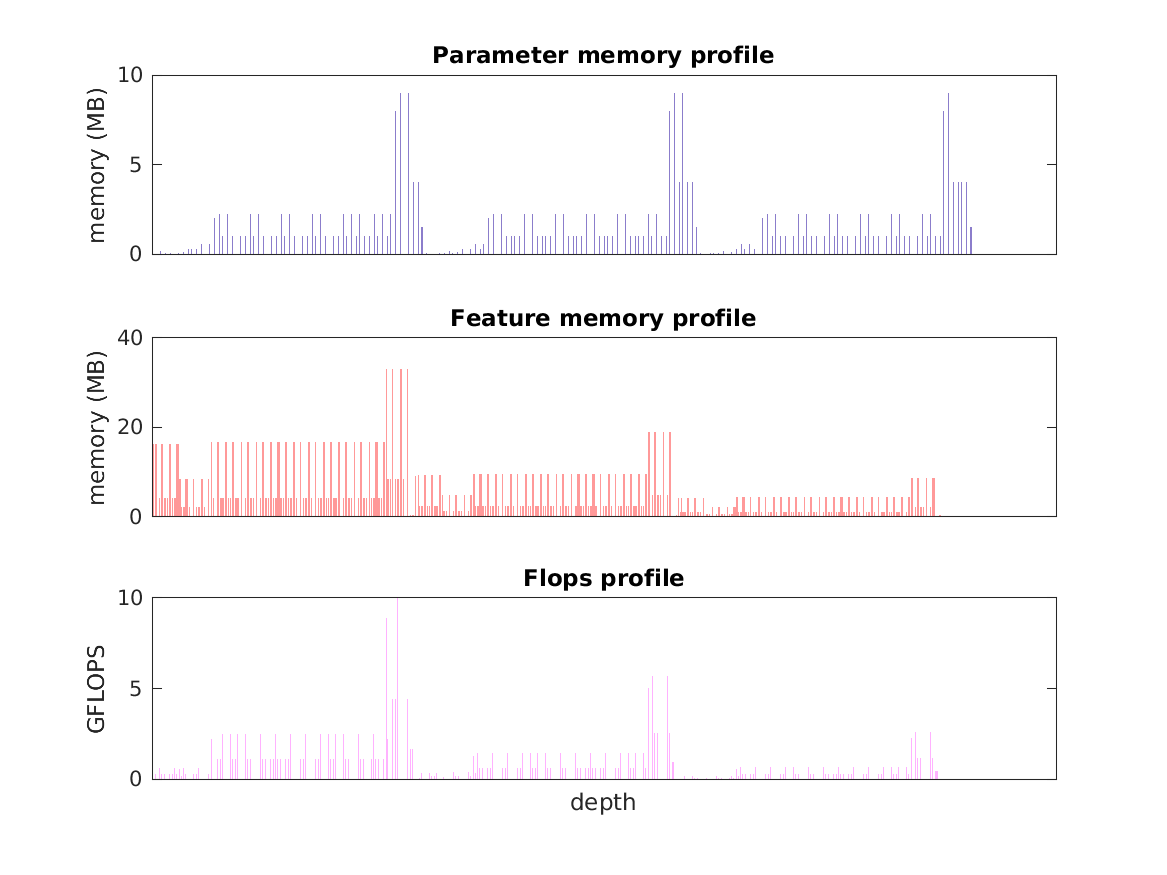 Parameter memory profile
10
5
0
memory (MB)
Feature memory profile
40
20
0
memory (MB)
Flops profile
10
5
0
GFLOPS
depth